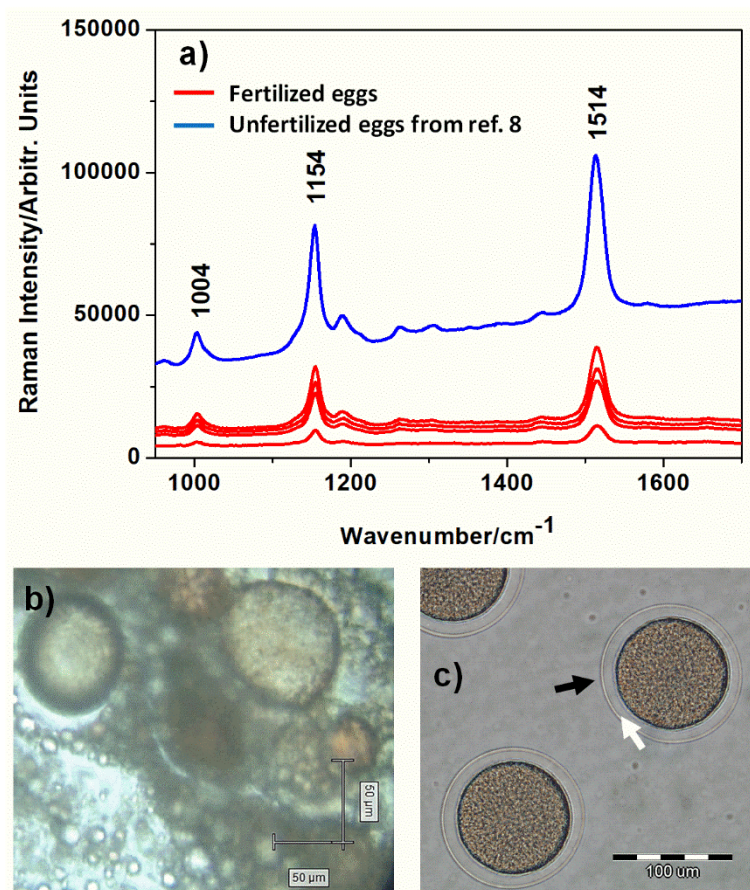 150000
a)
Fertilized eggs
Unfertilized eggs from ref. 8
1514
1154
1004
100000
50000
0
Raman Intensity/Arbitr. Units
1000
1200
1400
1600
Wavenumber/cm-1
b)
50 µm
50 µm
c)
100 um